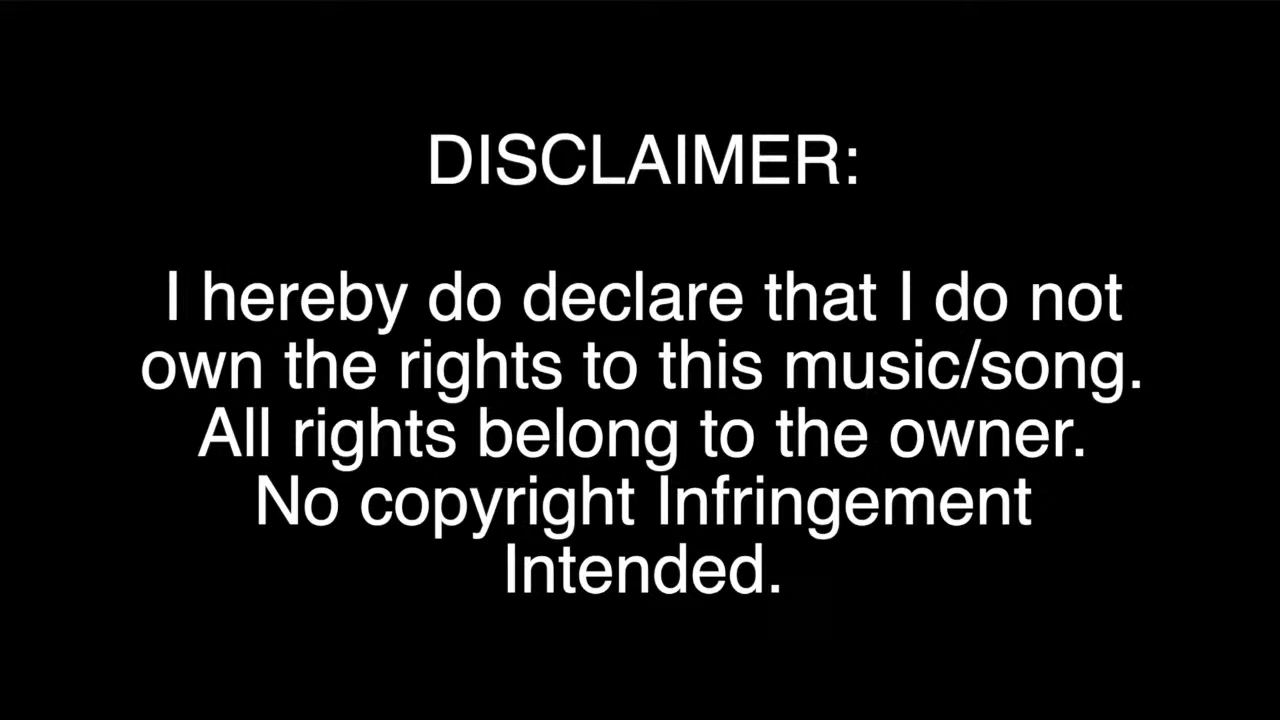 DISCLAIMER:
I hereby do declare that I do not
own the rights to this music/song.
All rights belong to the owner.
No copyright Infringement
Intended.